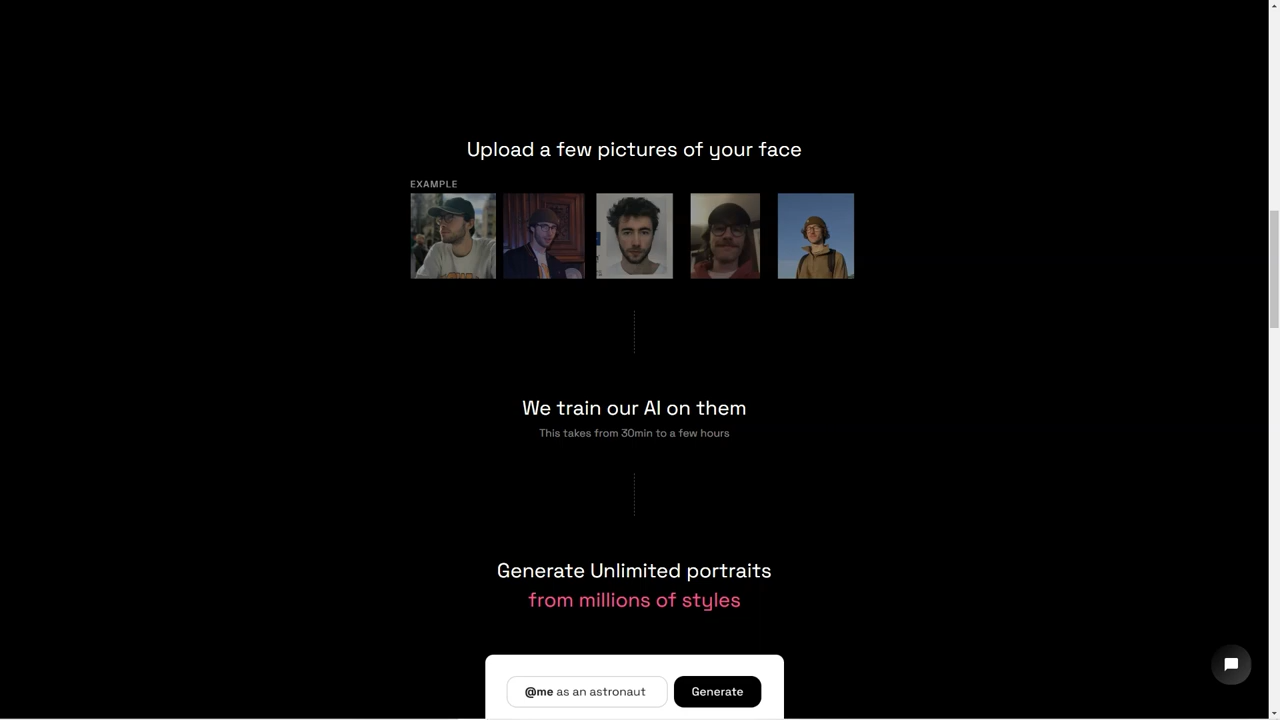 Upload a few pictures of your face
EXAMPLE
We train our AI on them
This takes from 30min to a few hours
Generate Unlimited portraits
from millions of styles
@me as an astronaut
Generate